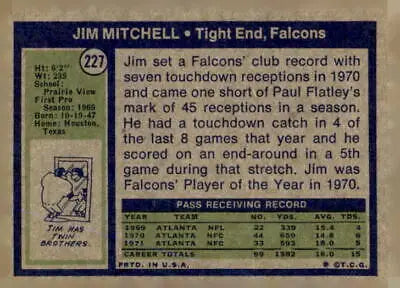 JIM MITCHELL • Tight End, Falcons
227
Ht: 6'2"
Wt: 235
School:
Prairie View
First Pro
Season: 1969
Born: 10-19-47
Home: Houston,
Texas
Jim set a Falcons' club record with
seven touchdown receptions in 1970
and came one short of Paul Flatley's
mark of 45 receptions in a season.
He had a touchdown catch in 4 of
the last 8 games that year and he
scored on an end-around in a 5th
game during that stretch. Jim was
Falcons' Player of the Year in 1970.
JIM HAS
TWIN
BROTHERS.
PASS RECEIVING RECORD
YEAR TEAM NO. YDS. AVG. TDS.
1969 ATLANTA NFL 22 339 15.4 4
1970 ATLANTA NFC 44 650 14.8 6
1971 ATLANTA NFC 33 593 18.0 5
CAREER TOTALS 99 1582 16.0 15
PRTD. IN U.S.A. © T.C.G.